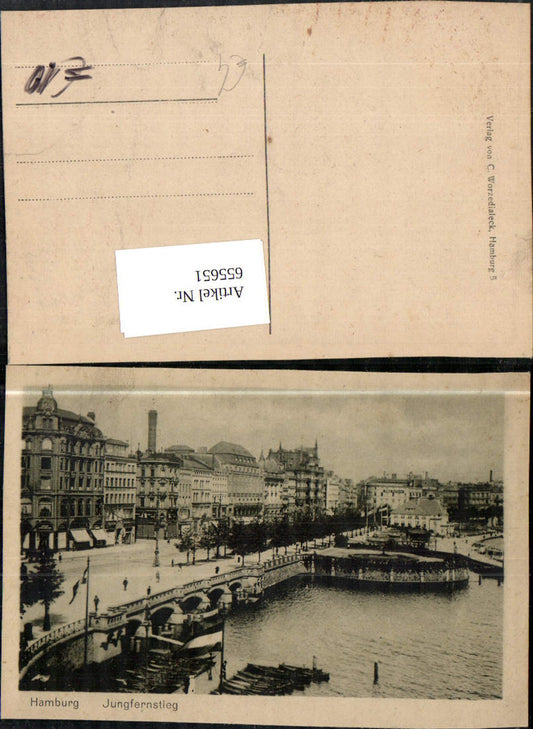 Verlag von C. Worzedialeck, Hamburg 5
Artikel Nr.
655651
Hamburg Jungfernstieg